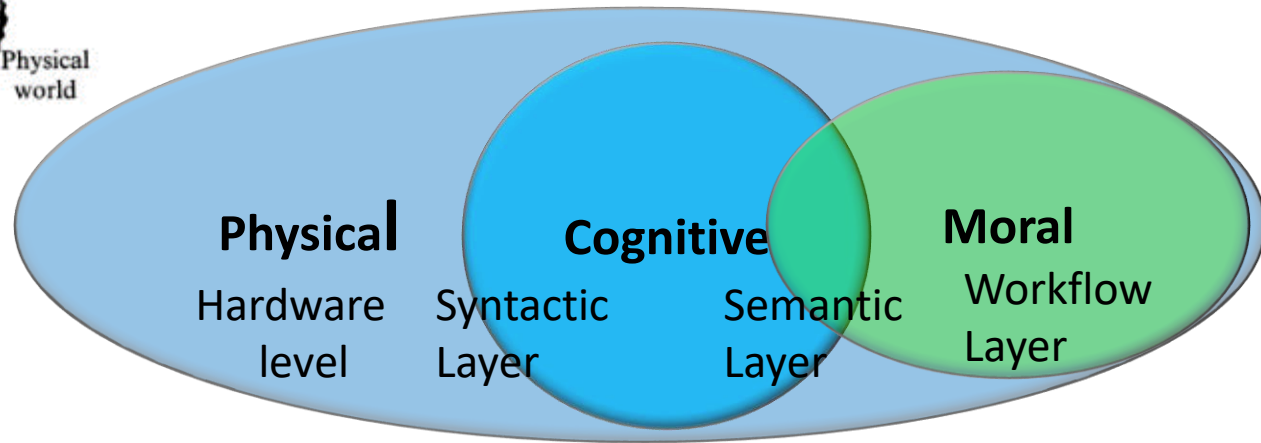 Physical
world
Physical
Cognitive
Moral
Hardware
level
Syntactic
Layer
Semantic
Layer
Workflow
Layer